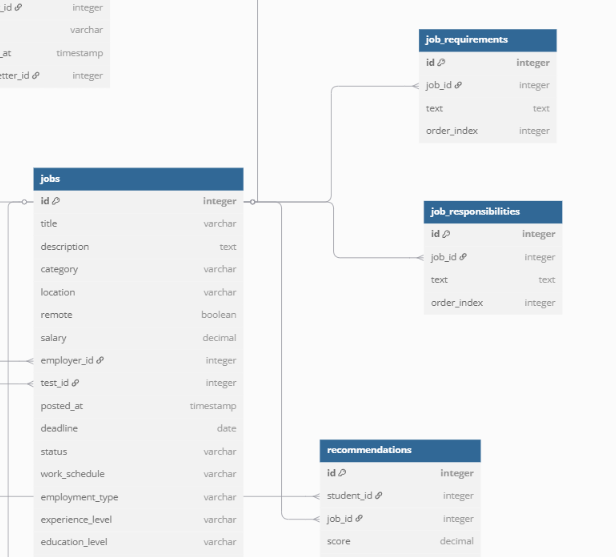 _id integer
varchar
_at timestamp
etter_id integer
job_requirements
id integer
job_id integer
text text
order_index integer
jobs
id integer
title varchar
description text
category varchar
location varchar
remote boolean
salary decimal
employer_id integer
test_id integer
posted_at timestamp
deadline date
status varchar
work_schedule varchar
employment_type varchar
experience_level varchar
education_level varchar
job_responsibilities
id integer
job_id integer
text text
order_index integer
recommendations
id integer
student_id integer
job_id integer
score decimal